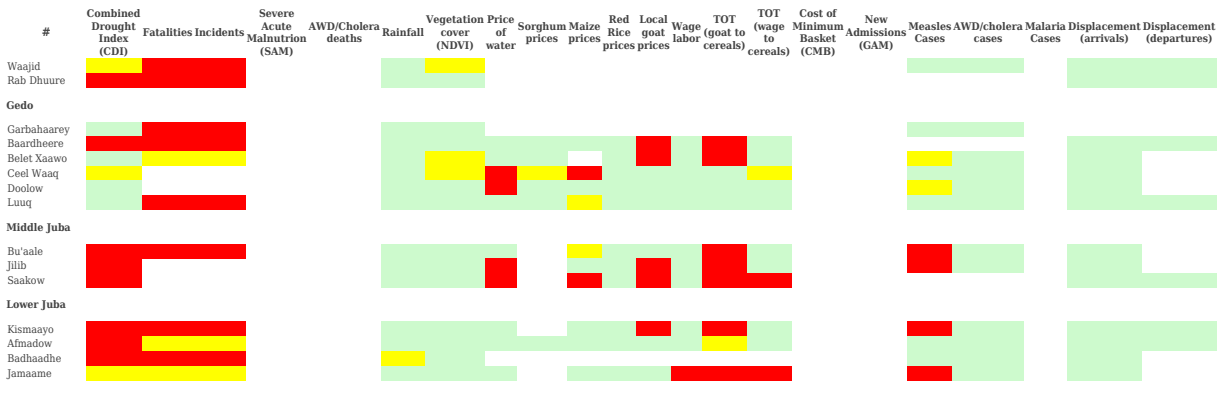 # Combined Drought Index (CDI) Fatalities Incidents Severe Acute Malnutrion (SAM) AWD/Cholera deaths Rainfall Vegetation cover (NDVI) Price of water Sorghum prices Maize prices Red Rice prices Local goat prices Wage labor TOT (goat to cereals) TOT (wage to cereals) Cost of Minimum Basket (CMB) New Admissions (GAM) Measles Cases AWD/cholera cases Malaria Cases Displacement (arrivals) Displacement (departures)
Waajid
Rab Dhuure
Gedo
Garbahaarey
Baardheere
Belet Xaawo
Ceel Waaq
Doolow
Luuq
Middle Juba
Bu'aale
Jilib
Saakow
Lower Juba
Kismaayo
Afmadow
Badhaadhe
Jamaame